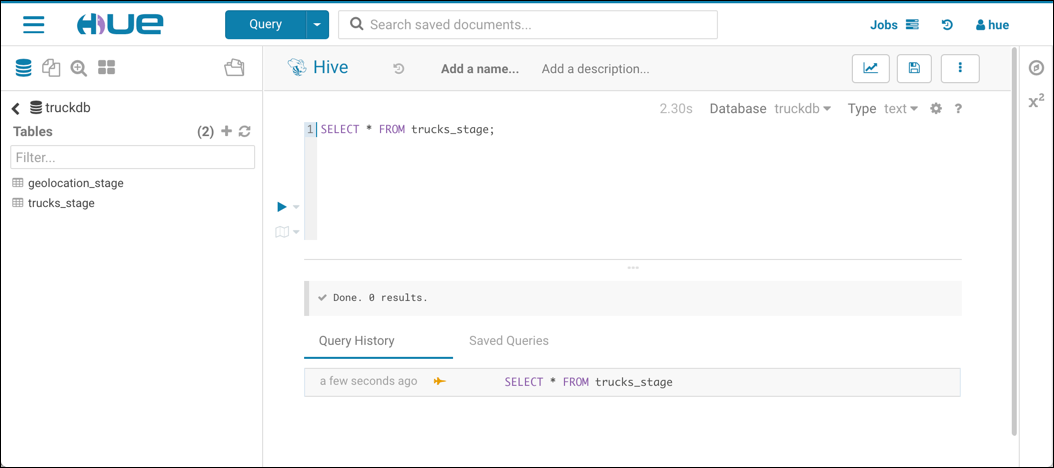 HUE
Query
Search saved documents...
Jobs
hue
truckdb
Tables
(2)
Filter...
geolocation_stage
trucks_stage
Hive
Add a name...
Add a description...
2.30s
Database truckdb
Type text
?
1 SELECT * FROM trucks_stage;
Done. 0 results.
Query History
Saved Queries
a few seconds ago
SELECT * FROM trucks_stage
x²